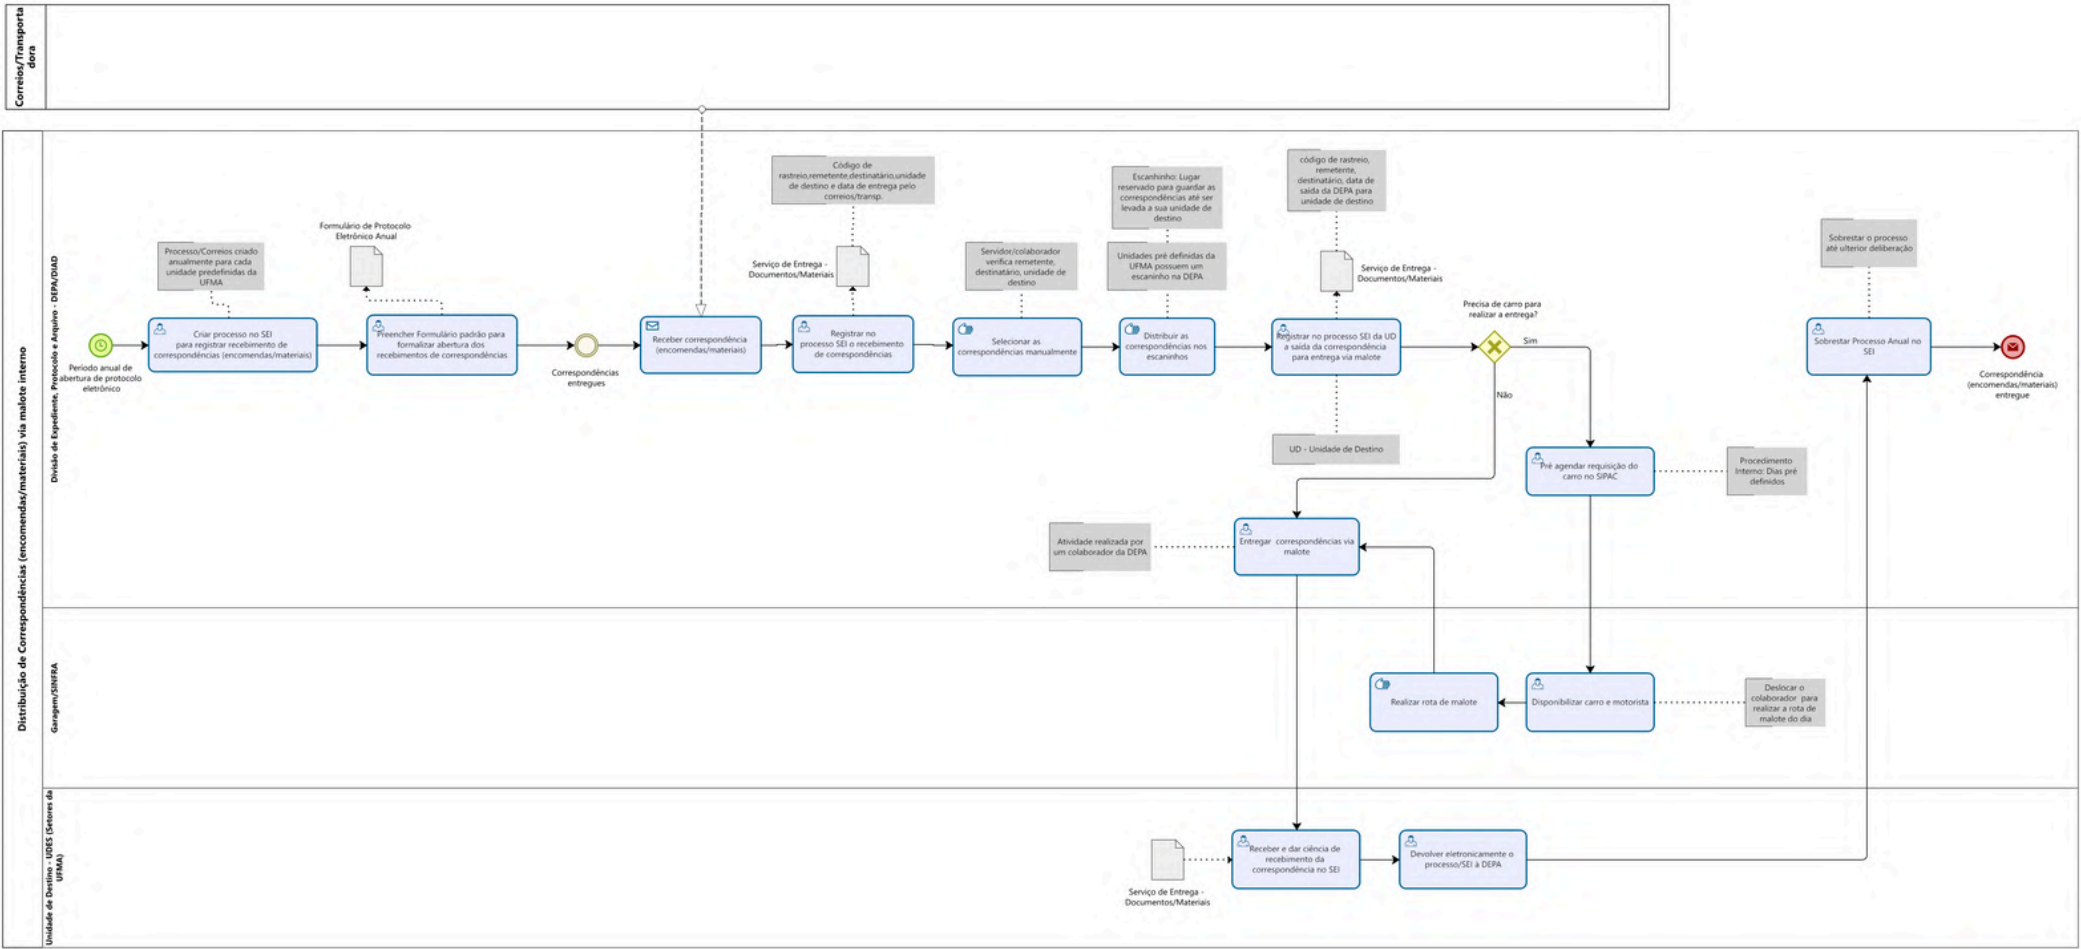 Correios/Transporta
dora
Distribuição de Correspondências (encomendas/materiais) via malote interno
Divisão de Expediente, Protocolo e Arquivo - DEPA/DIAD
Período anual de
abertura de protocolo
eletrônico
Processo/Correios criado
anualmente para cada
unidade predefinidas da
UFMA
Criar processo no SEI
para registrar recebimento de
correspondências (encomendas/materiais)
Formulário de Protocolo
Eletrônico Anual
Preencher Formulário padrão para
formalizar abertura dos
recebimentos de correspondências
Correspondências
entregues
Receber correspondência
(encomendas/materiais)
Código de
rastreio,remetente,destinatário,unidade
de destino e data de entrega pelo
correios/transp.
Serviço de Entrega -
Documentos/Materiais
Registrar no
processo SEI o recebimento
de correspondências
Servidor/colaborador
verifica remetente,
destinatário, unidade de
destino
Selecionar as
correspondências manualmente
Escanhinho: Lugar
reservado para guardar as
correspondências até ser
levada a sua unidade de
destino
Unidades pré definidas da
UFMA possuem um
escaninho na DEPA
Distribuir as
correspondências nos
escaninhos
código de rastreio,
remetente,
destinatário, data de
saida da DEPA para
unidade de destino
Serviço de Entrega -
Documentos/Materiais
Registrar no processo SEI da UD
a saída da correspondência
para entrega via malote
UD - Unidade de Destino
Precisa de carro para
realizar a entrega?
Sim
Não
Pré agendar requisição do
carro no SIPAC
Procedimento
Interno: Dias pré
definidos
Sobrestar o processo
até ulterior deliberação
Sobrestar Processo Anual no
SEI
Correspondência
(encomendas/materiais)
entregue
Atividade realizada por
um colaborador da DEPA
Entregar correspondências via
malote
Garagem/SINFRA
Realizar rota de malote
Disponibilizar carro e motorista
Deslocar o
colaborador para
realizar a rota de
malote do dia
Unidade de Destino - UDES (Setores da
UFMA)
Serviço de Entrega -
Documentos/Materiais
Receber e dar ciência de
recebimento da
correspondência no SEI
Devolver eletronicamente o
processo/SEI à DEPA